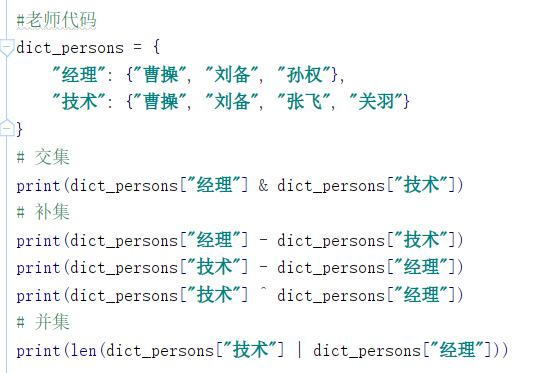 #老师代码
dict_persons = {
    "经理": {"曹操", "刘备", "孙权"},
    "技术": {"曹操", "刘备", "张飞", "关羽"}
}
# 交集
print(dict_persons["经理"] & dict_persons["技术"])
# 补集
print(dict_persons["经理"] - dict_persons["技术"])
print(dict_persons["技术"] - dict_persons["经理"])
print(dict_persons["技术"] ^ dict_persons["经理"])
# 并集
print(len(dict_persons["技术"] | dict_persons["经理"]))